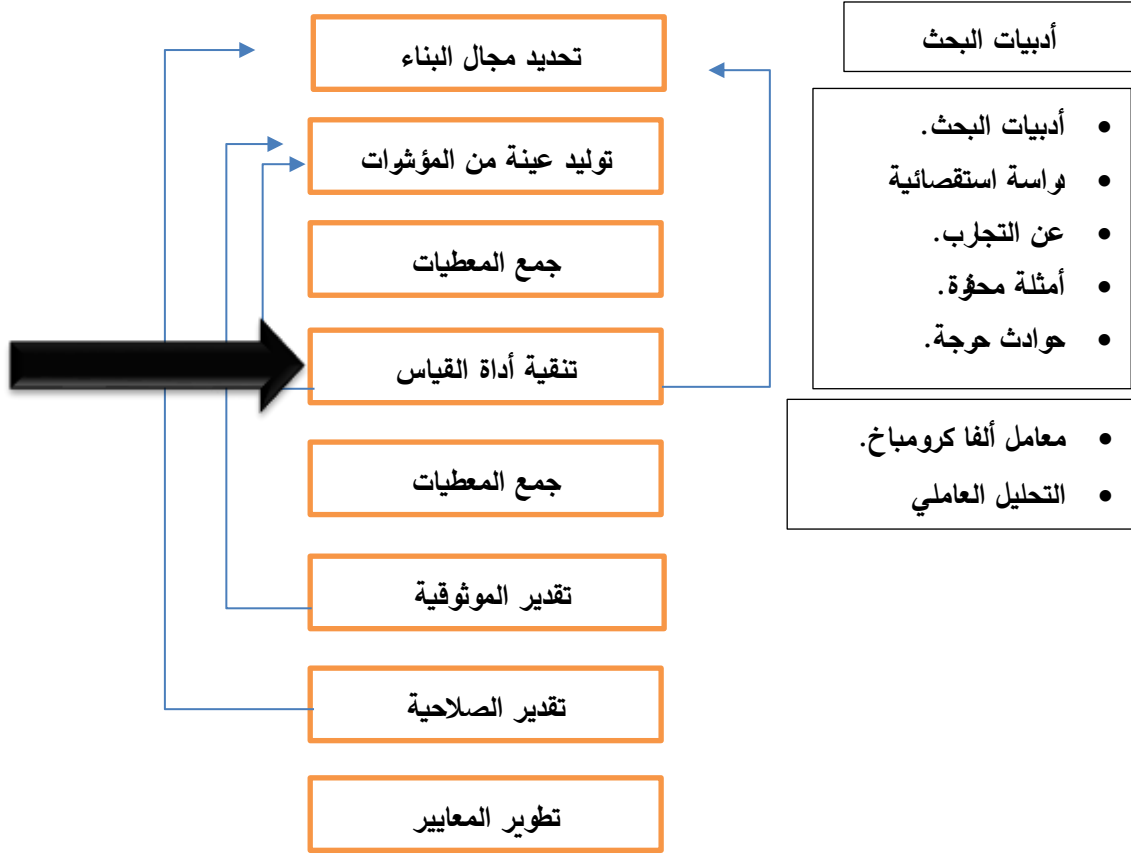 تحديد مجال البناء
توليد عينة من المؤشرات
جمع المعطيات
تنقية أداة القياس
جمع المعطيات
تقدير الموثوقية
تقدير الصلاحية
تطوير المعايير
أدبيات البحث
• أدبيات البحث.
• دراسة استقصائية
• عن التجارب.
• أمثلة محفزة.
• حوادث حرجة.
• معامل ألفا كرومباخ.
• التحليل العاملي